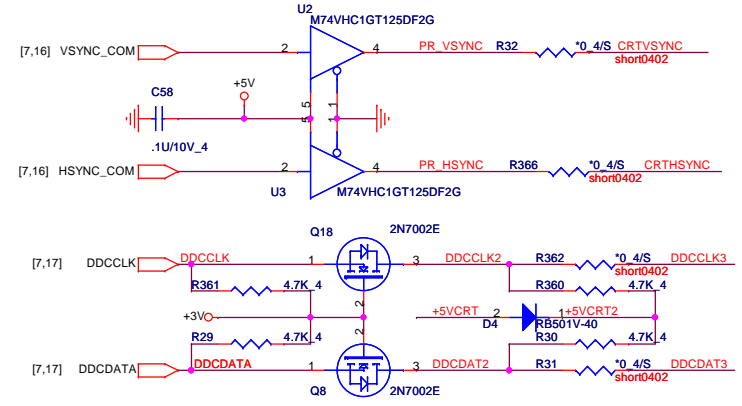 U2
M74VHC1GT125DF2G
[7,16] VSYNC_COM 2 4 PR_VSYNC R32 *0_4/S CRTVSYNC
short0402
+5V
C58
5 1
5 1
.1U/10V_4
[7,16] HSYNC_COM 2 4 PR_HSYNC R366 *0_4/S CRTHSYNC
short0402
U3 M74VHC1GT125DF2G
Q18 2N7002E
[7,17] DDCCLK DDCCLK 1 3 DDCCLK2 R362 *0_4/S DDCCLK3
short0402
R361 4.7K_4 R360 4.7K_4
2
+3V +5VCRT 2 1 +5VCRT2
D4 RB501V-40
2
R29 4.7K_4 R30 4.7K_4
[7,17] DDCDATA DDCDATA 1 3 DDCDAT2 R31 *0_4/S DDCDAT3
short0402
Q8 2N7002E